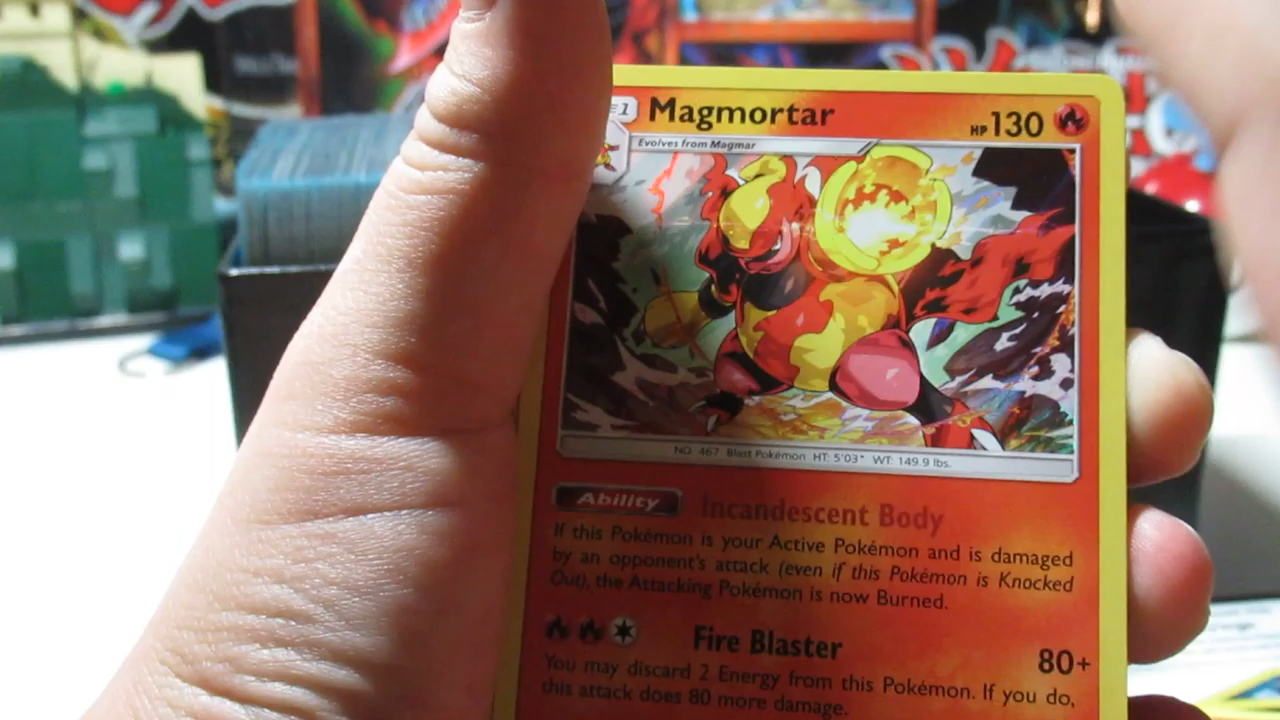 Magmortar
HP 130
Evolves from Magmar
NO. 467 Blast Pokémon HT: 5'03" WT: 149.9 lbs.
Ability Incandescent Body
If this Pokémon is your Active Pokémon and is damaged
by an opponent's attack (even if this Pokémon is Knocked
Out), the Attacking Pokémon is now Burned.
Fire Blaster 80+
You may discard 2 Energy from this Pokémon. If you do,
this attack does 80 more damage.